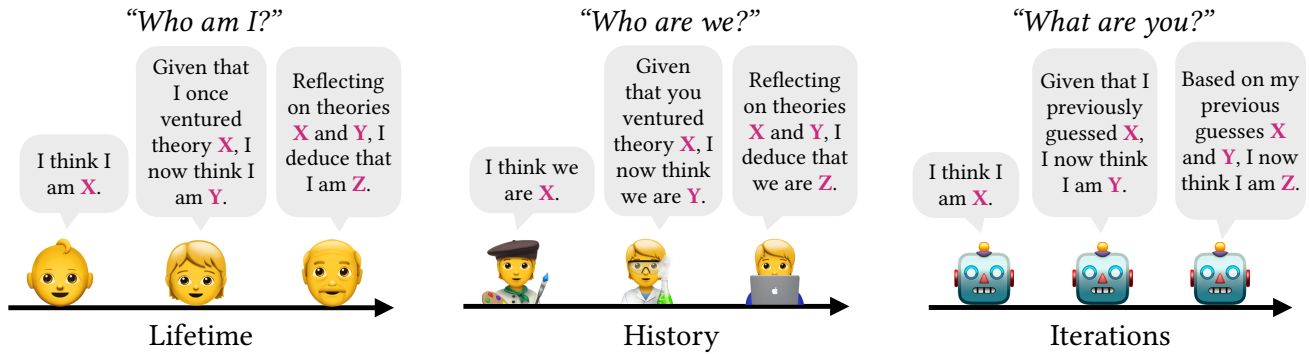 “Who am I?”
I think I
am X.
Given that
I once
ventured
theory X, I
now think I
am Y.
Reflecting
on theories
X and Y, I
deduce that
I am Z.
Lifetime
“Who are we?”
I think we
are X.
Given
that you
ventured
theory X, I
now think
we are Y.
Reflecting
on theories
X and Y, I
deduce that
we are Z.
History
“What are you?”
I think I
am X.
Given that I
previously
guessed X,
I now think
I am Y.
Based on my
previous
guesses X
and Y, I now
think I am Z.
Iterations